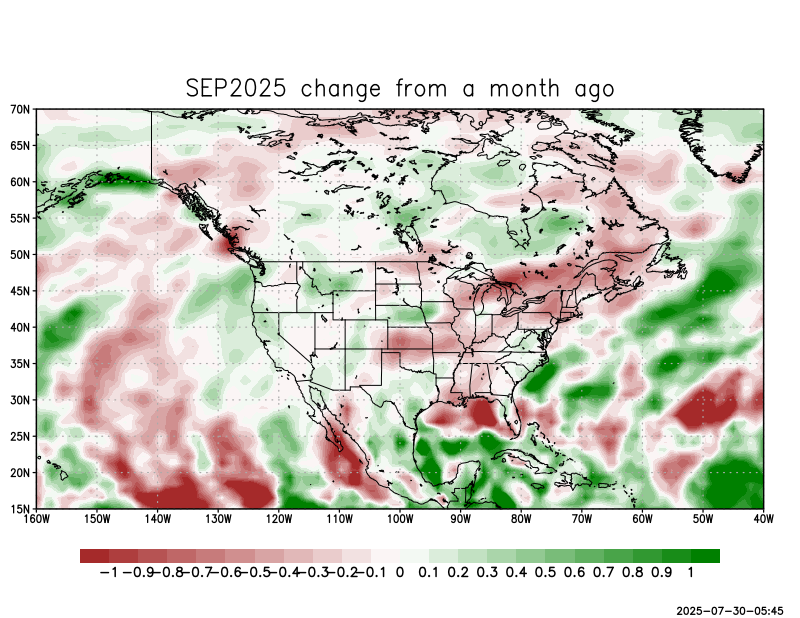 SEP2025 change from a month ago
70N
65N
60N
55N
50N
45N
40N
35N
30N
25N
20N
15N
160W 150W 140W 130W 120W 110W 100W 90W 80W 70W 60W 50W 40W
-1 -0.9 -0.8 -0.7 -0.6 -0.5 -0.4 -0.3 -0.2 -0.1 0 0.1 0.2 0.3 0.4 0.5 0.6 0.7 0.8 0.9 1
2025-07-30-05:45